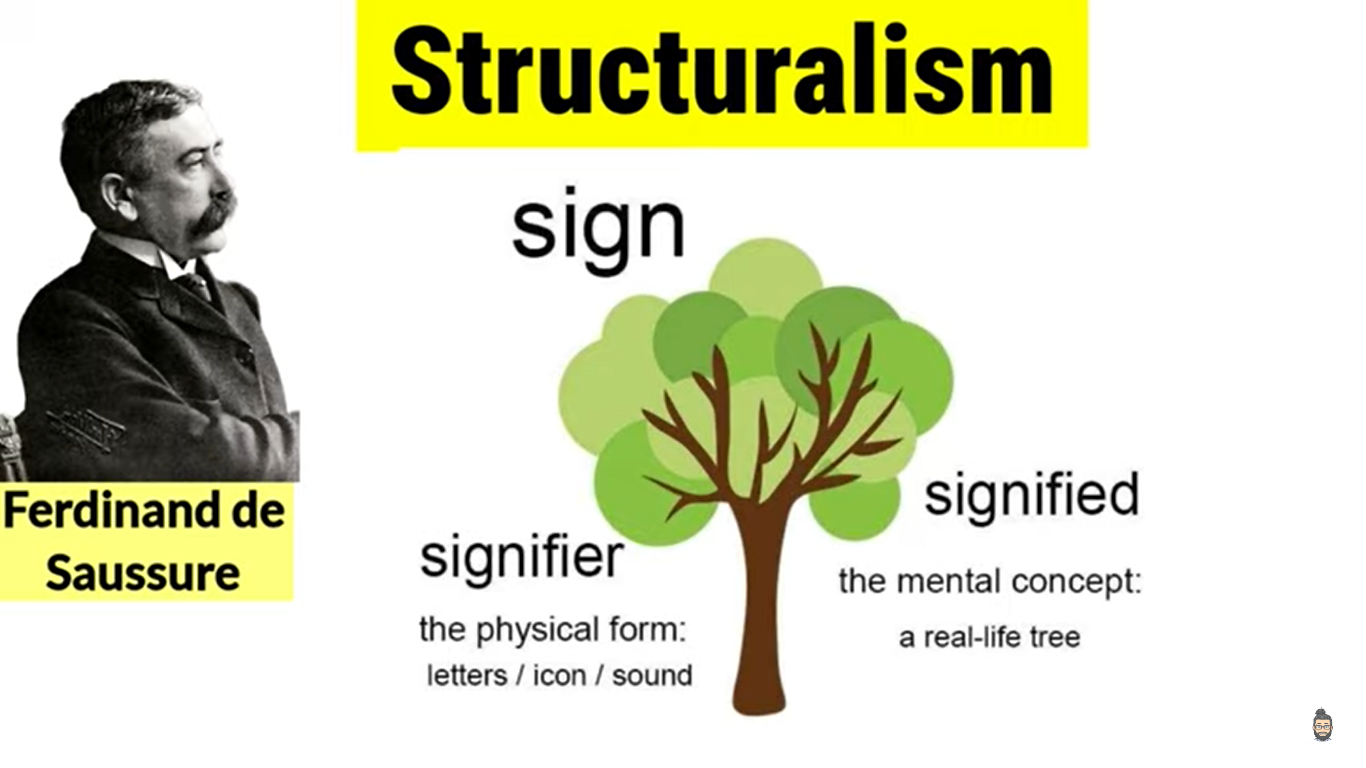 Structuralism
sign
signified
signifier
the mental concept:
the physical form:
a real-life tree
letters / icon / sound
Ferdinand de
Saussure